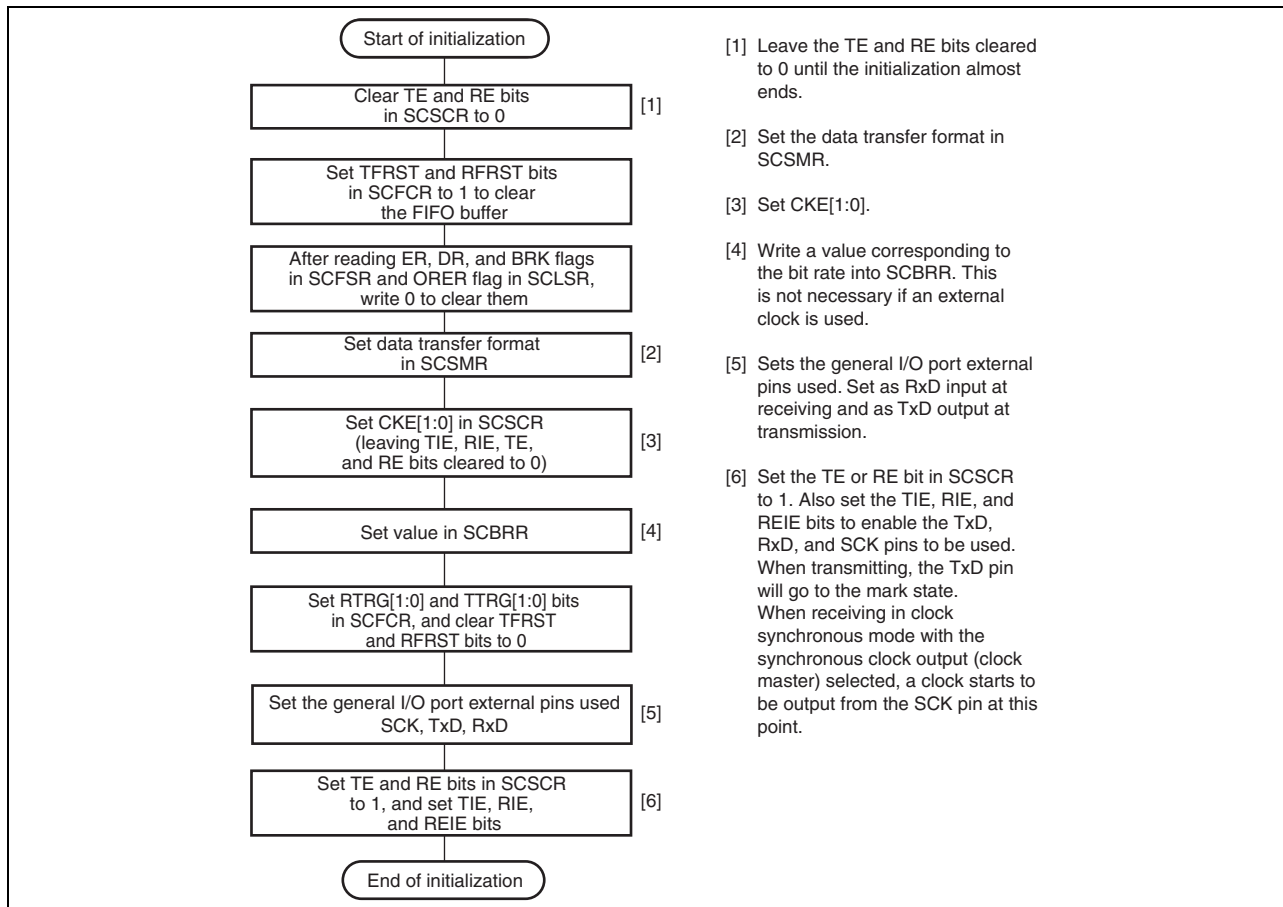 Start of initialization
Clear TE and RE bits
in SCSCR to 0
[1]
Set TFRST and RFRST bits
in SCFCR to 1 to clear
the FIFO buffer
After reading ER, DR, and BRK flags
in SCFSR and ORER flag in SCLSR,
write 0 to clear them
Set data transfer format
in SCSMR
[2]
Set CKE[1:0] in SCSCR
(leaving TIE, RIE, TE,
and RE bits cleared to 0)
[3]
Set value in SCBRR
[4]
Set RTRG[1:0] and TTRG[1:0] bits
in SCFCR, and clear TFRST
and RFRST bits to 0
Set the general I/O port external pins used
SCK, TxD, RxD
[5]
Set TE and RE bits in SCSCR
to 1, and set TIE, RIE,
and REIE bits
[6]
End of initialization
[1] Leave the TE and RE bits cleared
to 0 until the initialization almost
ends.
[2] Set the data transfer format in
SCSMR.
[3] Set CKE[1:0].
[4] Write a value corresponding to
the bit rate into SCBRR. This
is not necessary if an external
clock is used.
[5] Sets the general I/O port external
pins used. Set as RxD input at
receiving and as TxD output at
transmission.
[6] Set the TE or RE bit in SCSCR
to 1. Also set the TIE, RIE, and
REIE bits to enable the TxD,
RxD, and SCK pins to be used.
When transmitting, the TxD pin
will go to the mark state.
When receiving in clock
synchronous mode with the
synchronous clock output (clock
master) selected, a clock starts to
be output from the SCK pin at this
point.